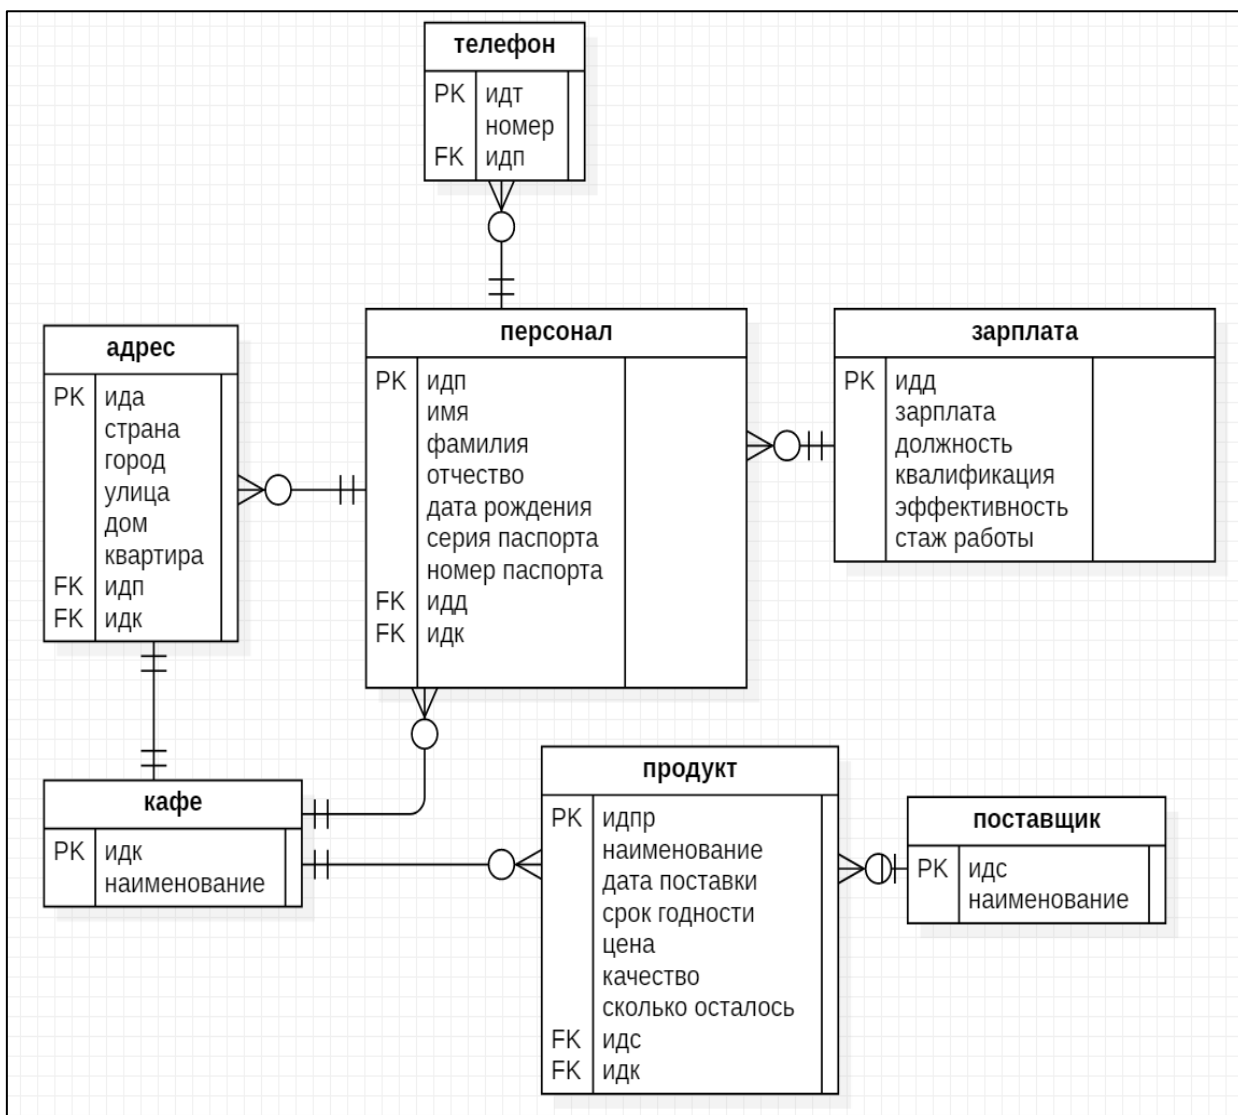 телефон
PK идт
номер
FK идп
адрес
PK ида
страна
город
улица
дом
квартира
FK идп
FK идк
персонал
PK идп
имя
фамилия
отчество
дата рождения
серия паспорта
номер паспорта
FK идд
FK идк
зарплата
PK идд
зарплата
должность
квалификация
эффективность
стаж работы
кафе
PK идк
наименование
продукт
PK идпр
наименование
дата поставки
срок годности
цена
качество
сколько осталось
FK идс
FK идк
поставщик
PK идс
наименование